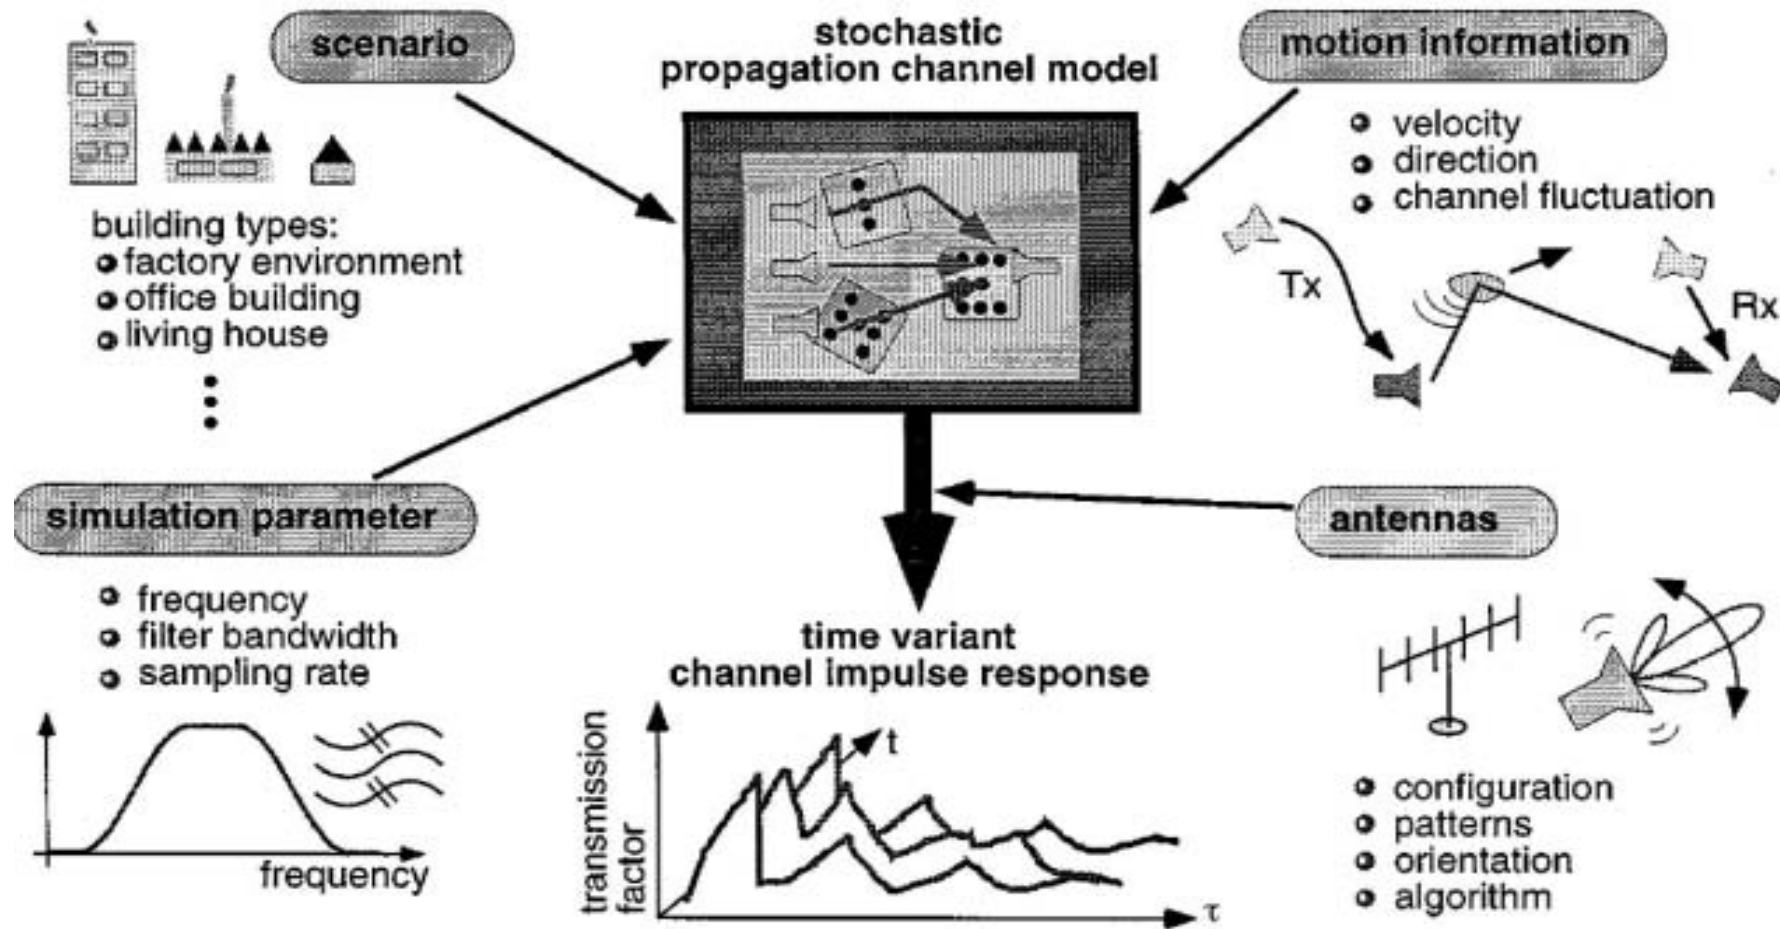 scenario
building types:
factory environment
office building
living house
stochastic
propagation channel model
motion information
velocity
direction
channel fluctuation
Tx
Rx
simulation parameter
frequency
filter bandwidth
sampling rate
frequency
antennas
configuration
patterns
orientation
algorithm
time variant
channel impulse response
transmission
factor
t
τ